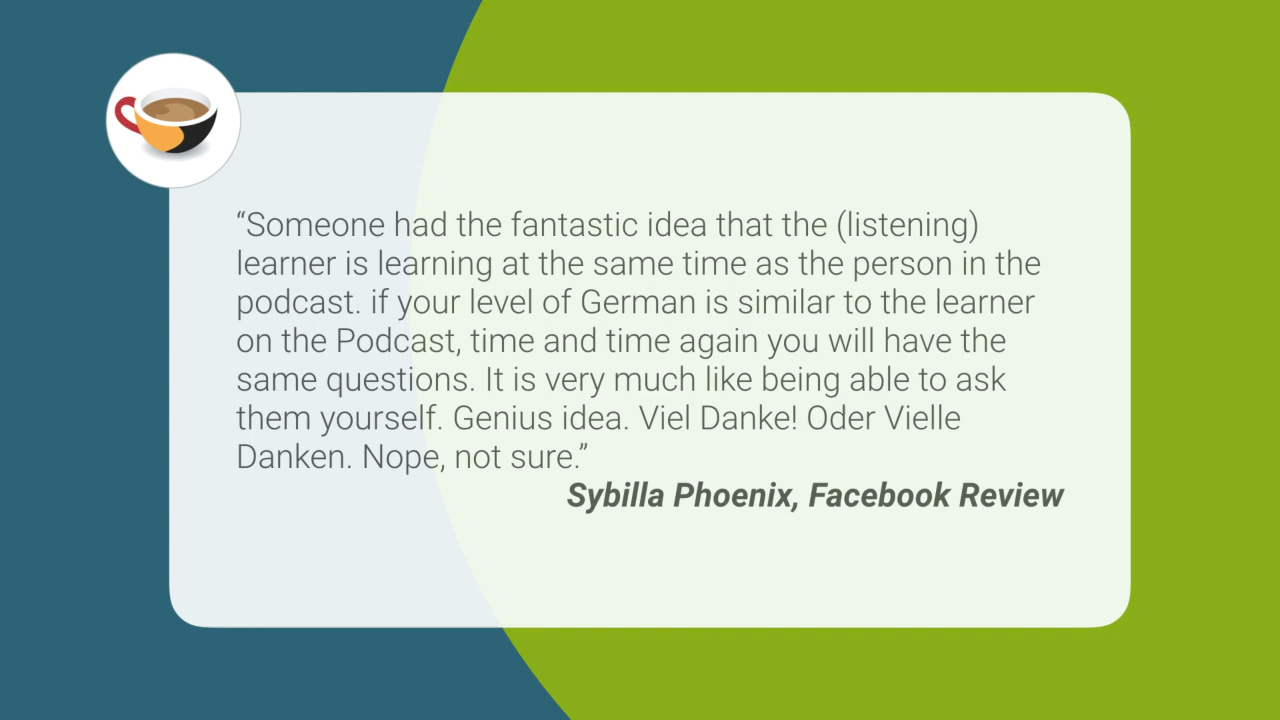 “Someone had the fantastic idea that the (listening)
learner is learning at the same time as the person in the
podcast. if your level of German is similar to the learner
on the Podcast, time and time again you will have the
same questions. It is very much like being able to ask
them yourself. Genius idea. Viel Danke! Oder Vielle
Danken. Nope, not sure.”
Sybilla Phoenix, Facebook Review